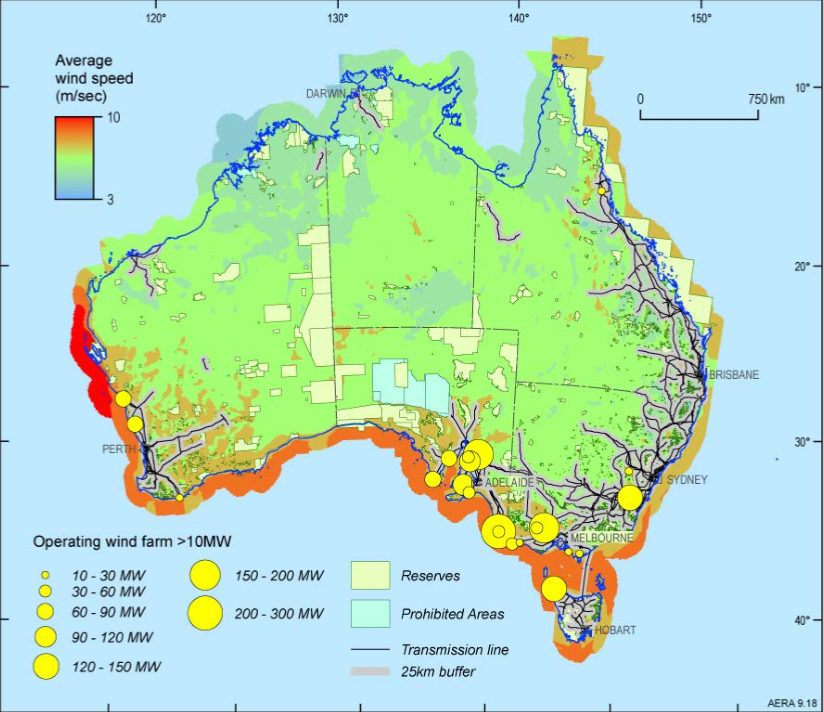 120°
130°
140°
150°
Average
wind speed
(m/sec)
10
3
DARWIN
10°
0
750 km
20°
BRISBANE
30°
PERTH
ADELAIDE
SYDNEY
MELBOURNE
40°
HOBART
Operating wind farm >10MW
10 - 30 MW
30 - 60 MW
60 - 90 MW
90 - 120 MW
120 - 150 MW
150 - 200 MW
200 - 300 MW
Reserves
Prohibited Areas
Transmission line
25km buffer
AERA 9.18